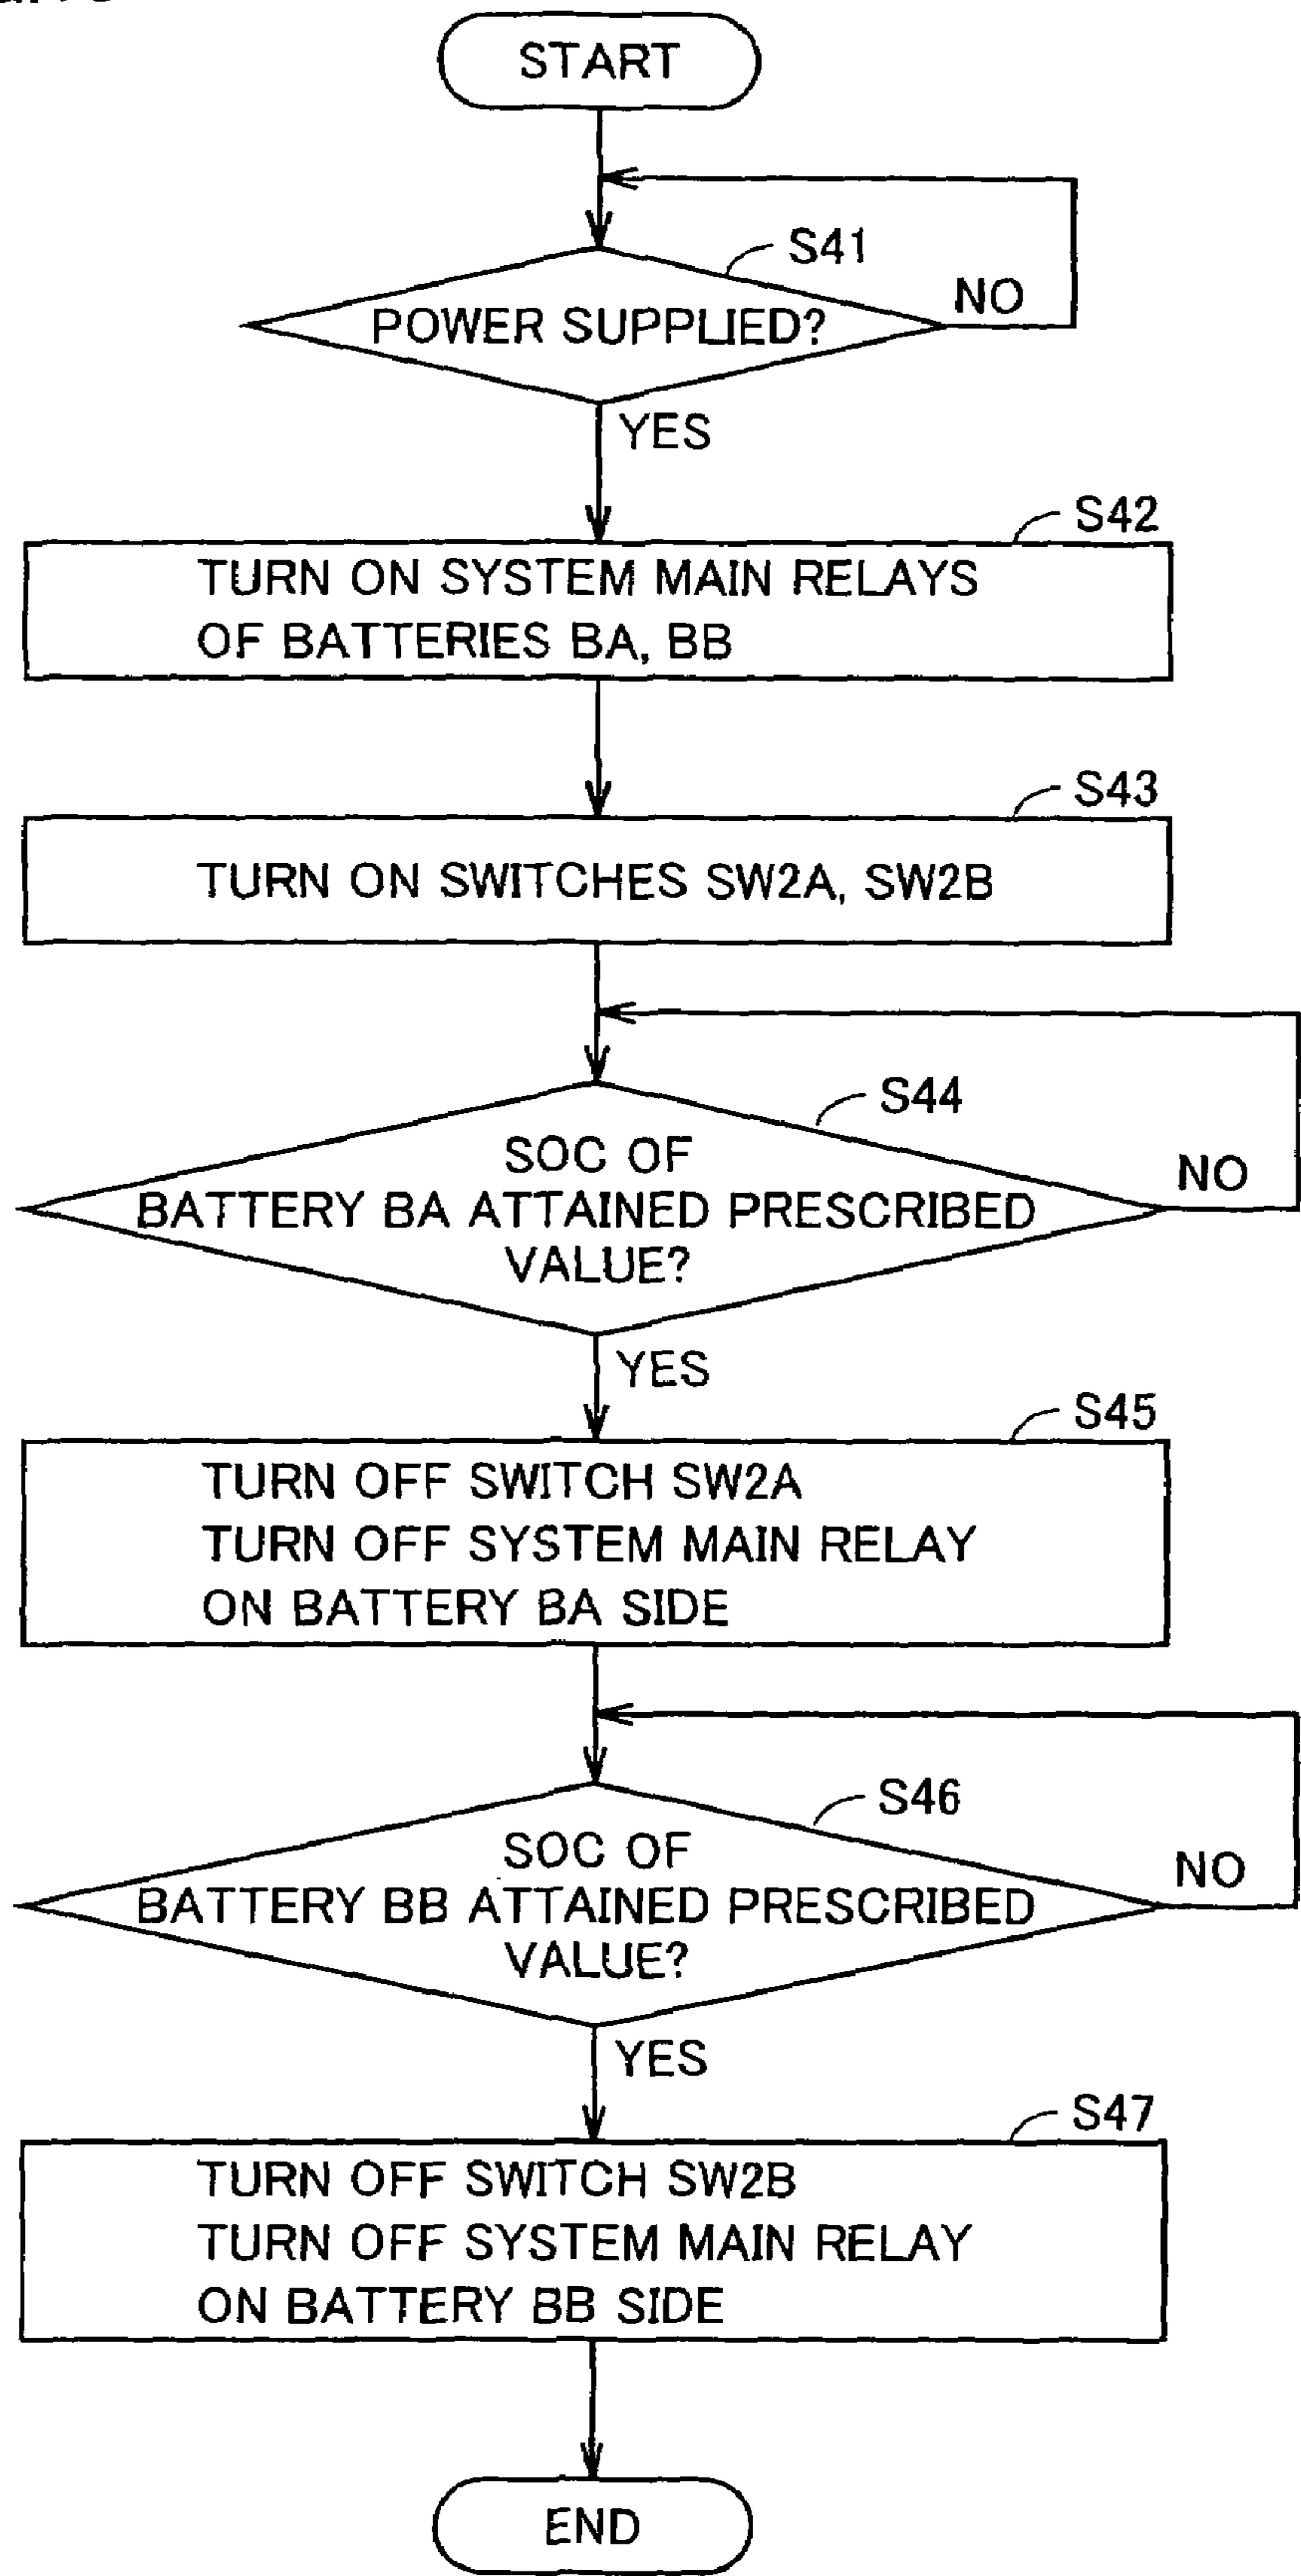 START
S41
POWER SUPPLIED?
NO
YES
S42
TURN ON SYSTEM MAIN RELAYS
OF BATTERIES BA, BB
S43
TURN ON SWITCHES SW2A, SW2B
S44
SOC OF
BATTERY BA ATTAINED PRESCRIBED
VALUE?
NO
YES
S45
TURN OFF SWITCH SW2A
TURN OFF SYSTEM MAIN RELAY
ON BATTERY BA SIDE
S46
SOC OF
BATTERY BB ATTAINED PRESCRIBED
VALUE?
NO
YES
S47
TURN OFF SWITCH SW2B
TURN OFF SYSTEM MAIN RELAY
ON BATTERY BB SIDE
END